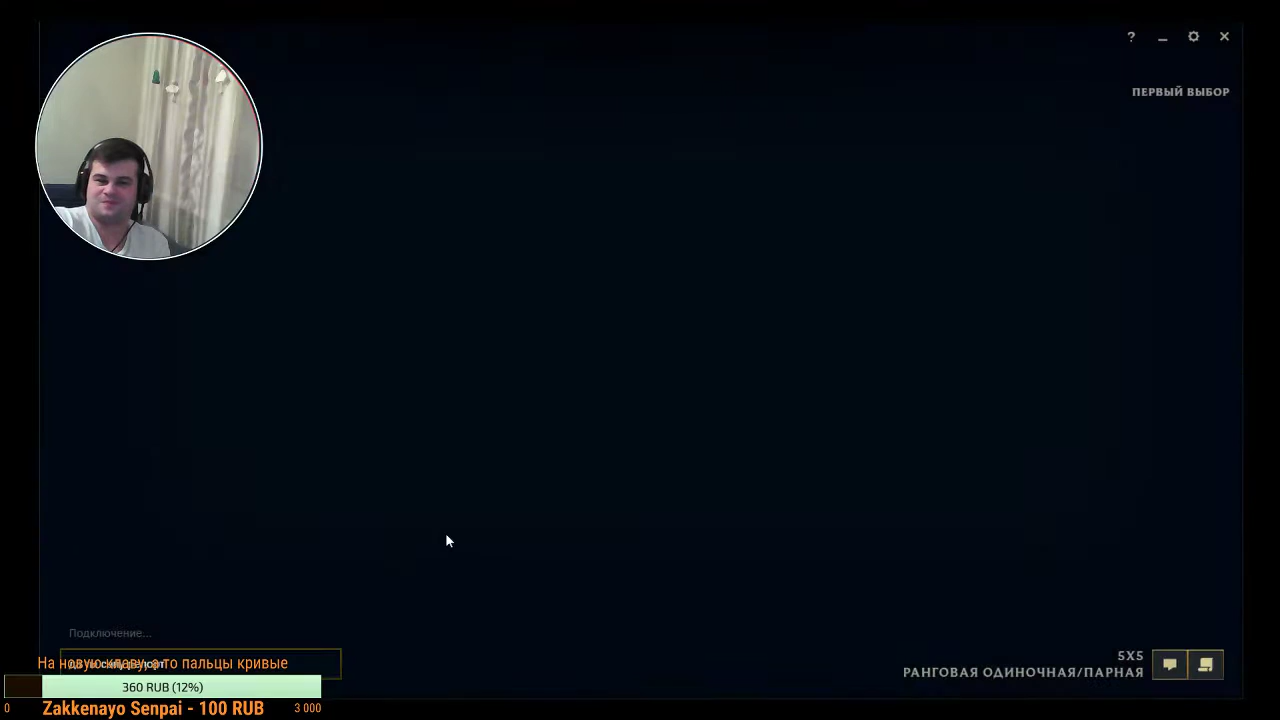 ПЕРВЫЙ ВЫБОР
Подключение...
На новую клаву, а то пальцы кривые
5X5
360 RUB (12%)
РАНГОВАЯ ОДИНОЧНАЯ/ПАРНАЯ
0
Zakkenayo Senpai - 100 RUB
3 000